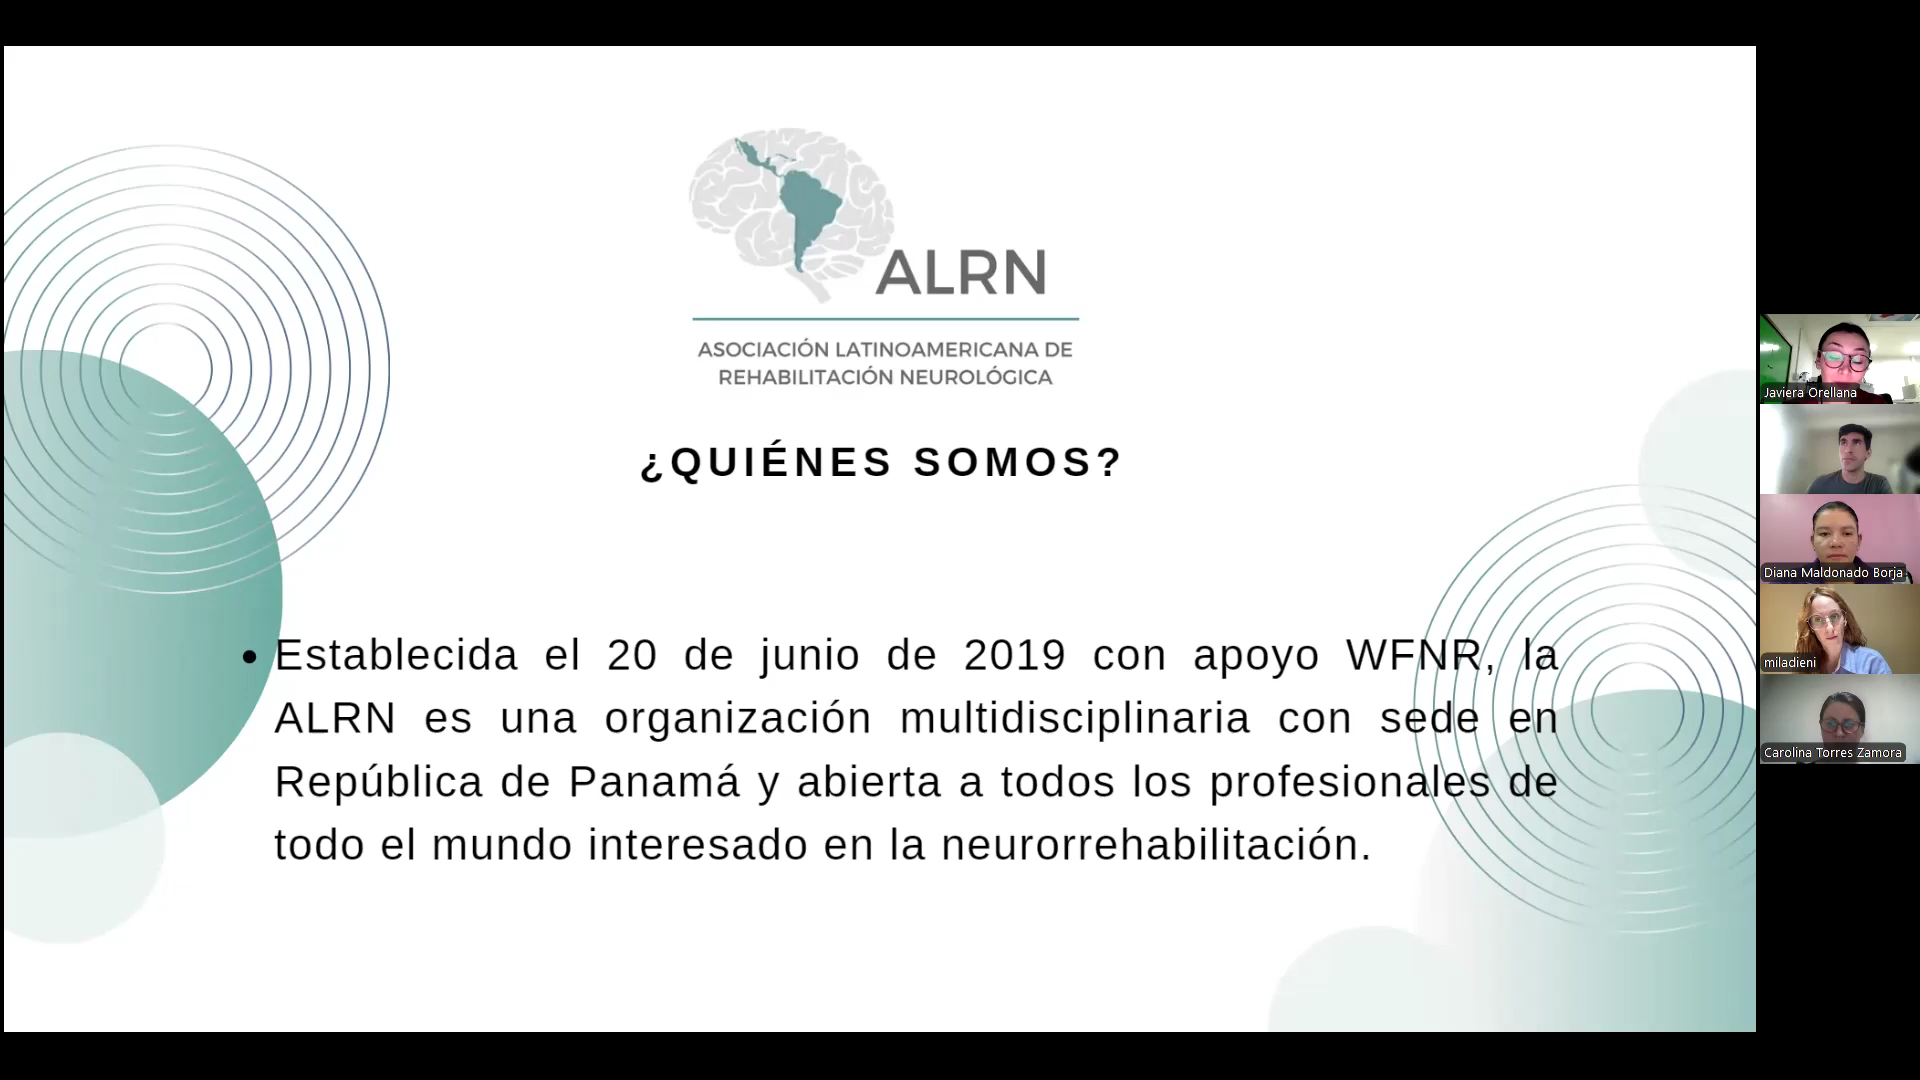 ALRN
ASOCIACIÓN LATINOAMERICANA DE
REHABILITACIÓN NEUROLÓGICA
¿QUIÉNES SOMOS?
• Establecida el 20 de junio de 2019 con apoyo WFNR, la
ALRN es una organización multidisciplinaria con sede en
República de Panamá y abierta a todos los profesionales de
todo el mundo interesado en la neurorrehabilitación.
Javiera Orellana
Diana Maldonado Borja
miladieni
Carolina Torres Zamora